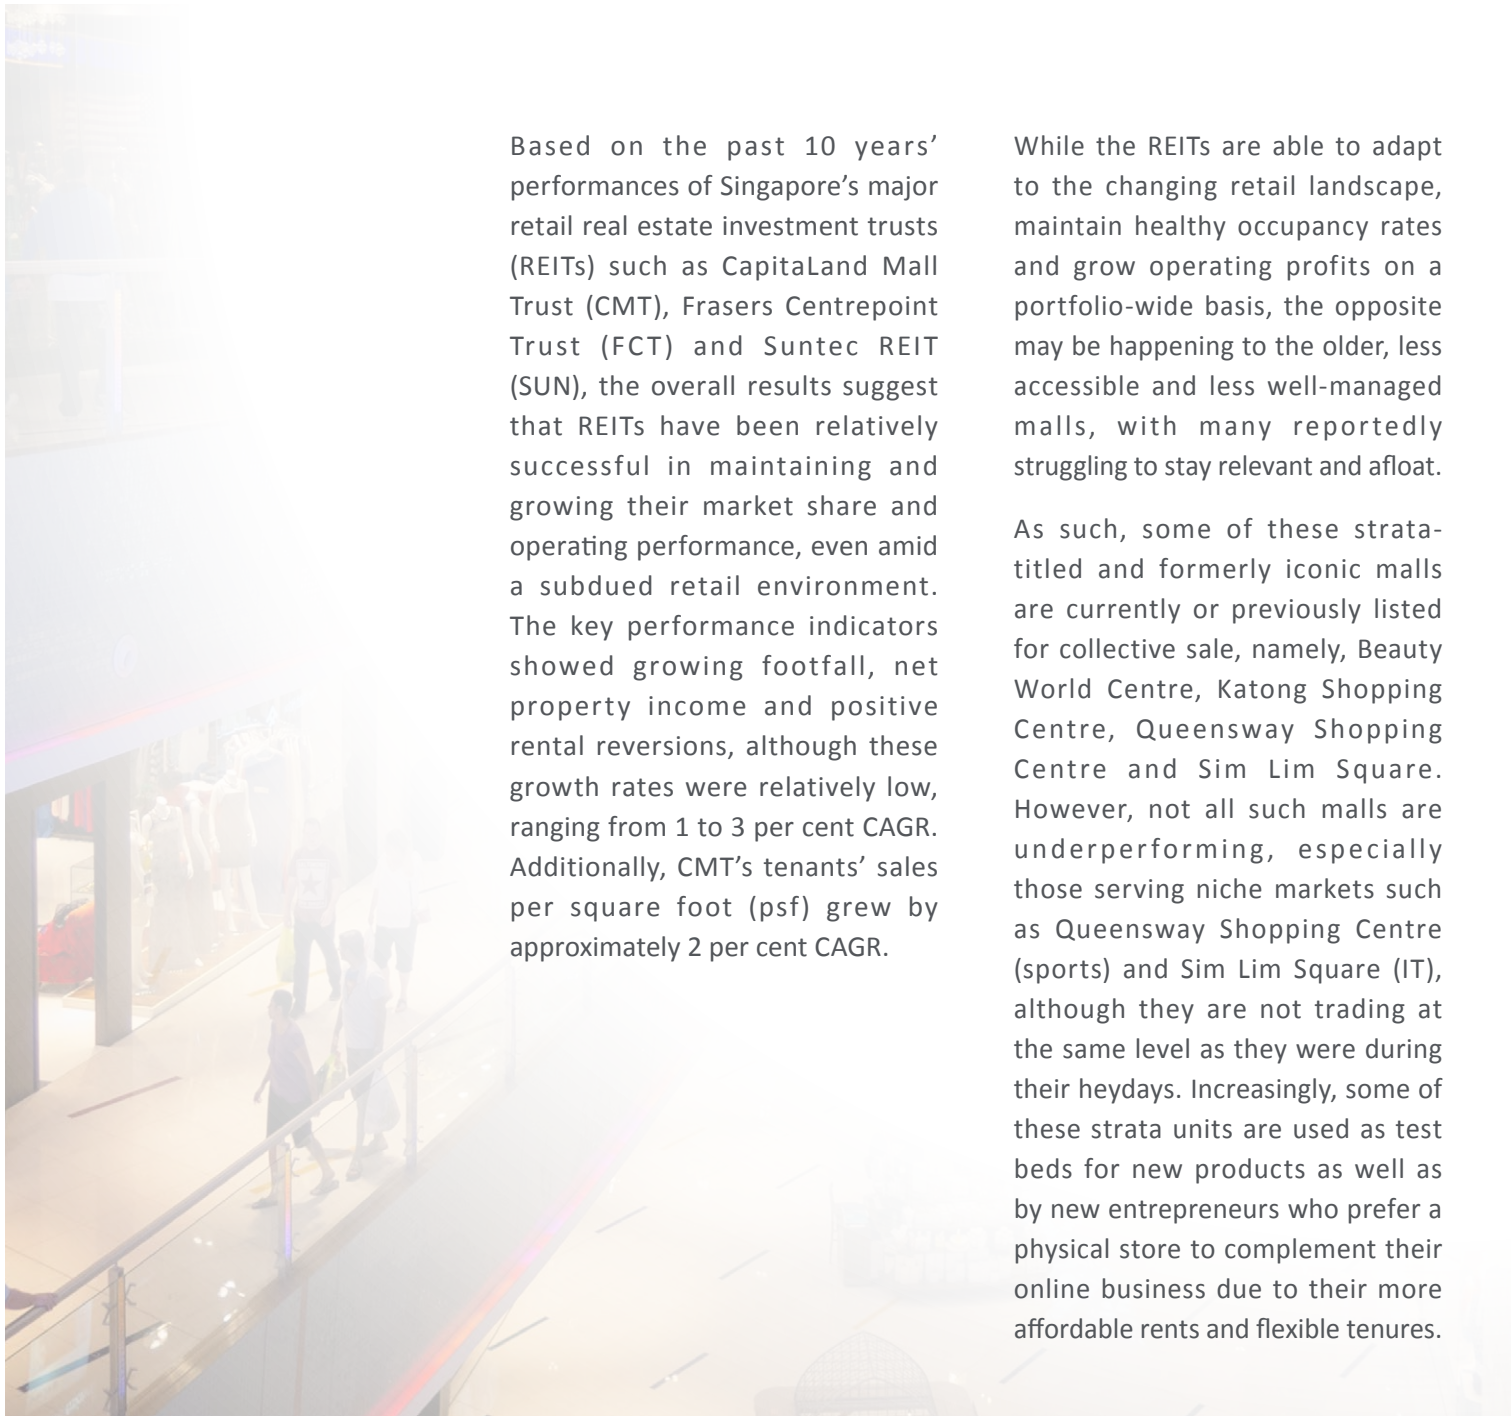 Based on the past 10 years’
performances of Singapore’s major
retail real estate investment trusts
(REITs) such as CapitaLand Mall
Trust (CMT), Frasers Centrepoint
Trust (FCT) and Suntec REIT
(SUN), the overall results suggest
that REITs have been relatively
successful in maintaining and
growing their market share and
operating performance, even amid
a subdued retail environment.
The key performance indicators
showed growing footfall, net
property income and positive
rental reversions, although these
growth rates were relatively low,
ranging from 1 to 3 per cent CAGR.
Additionally, CMT’s tenants’ sales
per square foot (psf) grew by
approximately 2 per cent CAGR.
While the REITs are able to adapt
to the changing retail landscape,
maintain healthy occupancy rates
and grow operating profits on a
portfolio-wide basis, the opposite
may be happening to the older, less
accessible and less well-managed
malls, with many reportedly
struggling to stay relevant and afloat.
As such, some of these strata-
titled and formerly iconic malls
are currently or previously listed
for collective sale, namely, Beauty
World Centre, Katong Shopping
Centre, Queensway Shopping
Centre and Sim Lim Square.
However, not all such malls are
underperforming, especially
those serving niche markets such
as Queensway Shopping Centre
(sports) and Sim Lim Square (IT),
although they are not trading at
the same level as they were during
their heydays. Increasingly, some of
these strata units are used as test
beds for new products as well as
by new entrepreneurs who prefer a
physical store to complement their
online business due to their more
affordable rents and flexible tenures.